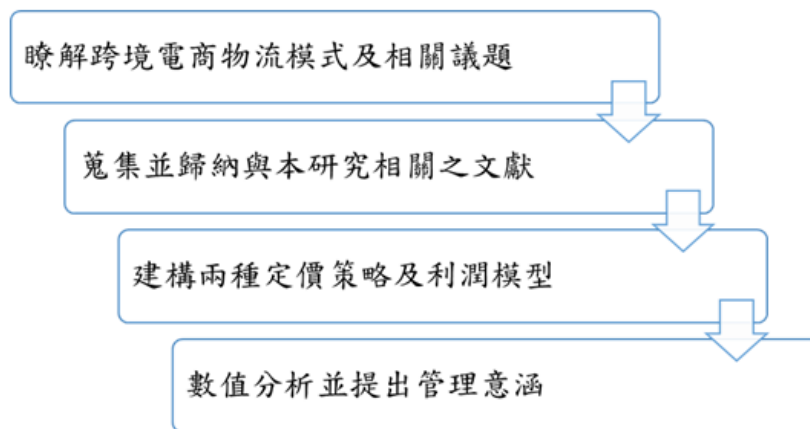 瞭解跨境電商物流模式及相關議題
蒐集並歸納與本研究相關之文獻
建構兩種定價策略及利潤模型
數值分析並提出管理意涵